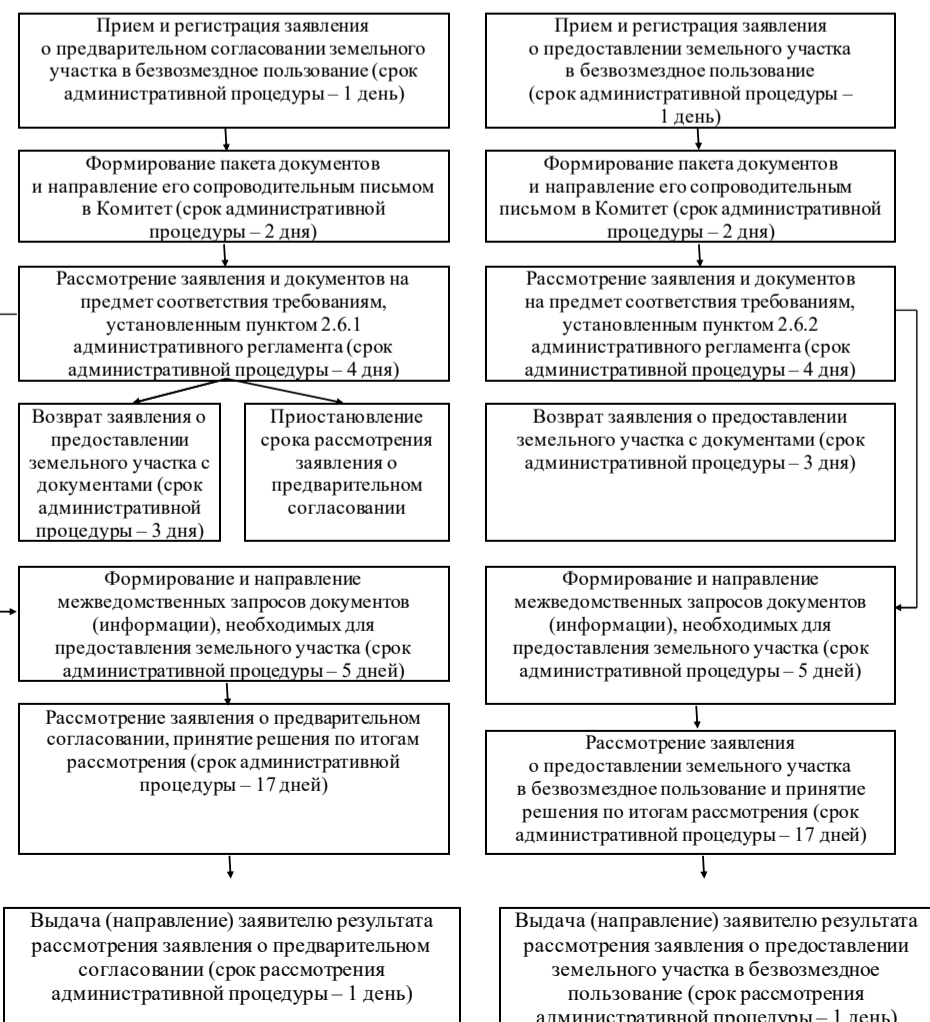 Прием и регистрация заявления
о предварительном согласовании земельного
участка в безвозмездное пользование (срок
административной процедуры – 1 день)
Формирование пакета документов
и направление его сопроводительным письмом
в Комитет (срок административной
процедуры – 2 дня)
Рассмотрение заявления и документов на
предмет соответствия требованиям,
установленным пунктом 2.6.1
административного регламента (срок
административной процедуры – 4 дня)
Возврат заявления о
предоставлении
земельного участка с
документами (срок
административной
процедуры – 3 дня)
Приостановление
срока рассмотрения
заявления о
предварительном
согласовании
Формирование и направление
межведомственных запросов документов
(информации), необходимых для
предоставления земельного участка (срок
административной процедуры – 5 дней)
Рассмотрение заявления о предварительном
согласовании, принятие решения по итогам
рассмотрения (срок административной
процедуры – 17 дней)
Выдача (направление) заявителю результата
рассмотрения заявления о предварительном
согласовании (срок рассмотрения
административной процедуры – 1 день)
Прием и регистрация заявления
о предоставлении земельного участка
в безвозмездное пользование
(срок административной процедуры –
1 день)
Формирование пакета документов
и направление его сопроводительным
письмом в Комитет (срок административной
процедуры – 2 дня)
Рассмотрение заявления и документов
на предмет соответствия требованиям,
установленным пунктом 2.6.2
административного регламента (срок
административной процедуры – 4 дня)
Возврат заявления о предоставлении
земельного участка с документами (срок
административной процедуры – 3 дня)
Формирование и направление
межведомственных запросов документов
(информации), необходимых для
предоставления земельного участка (срок
административной процедуры – 5 дней)
Рассмотрение заявления
о предоставлении земельного участка
в безвозмездное пользование и принятие
решения по итогам рассмотрения (срок
административной процедуры – 17 дней)
Выдача (направление) заявителю результата
рассмотрения заявления о предоставлении
земельного участка в безвозмездное
пользование (срок рассмотрения
административной процедуры – 1 день)